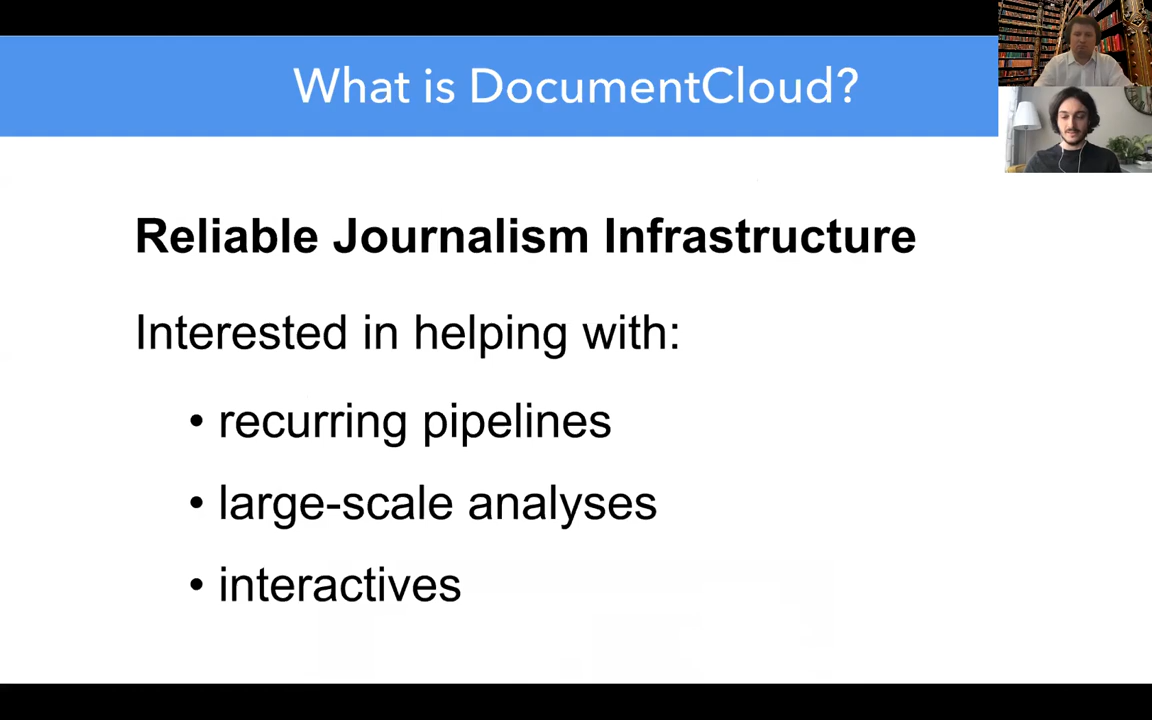 What is DocumentCloud?
Reliable Journalism Infrastructure
Interested in helping with:
• recurring pipelines
• large-scale analyses
• interactives